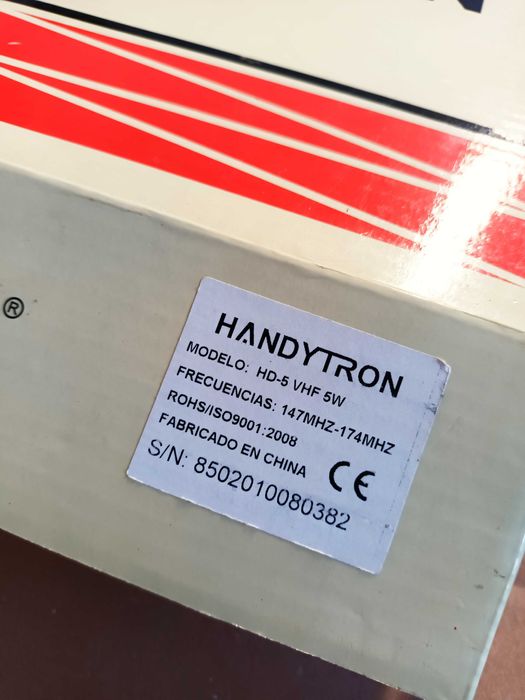 ®
HANDYTRON
MODELO: HD-5 VHF 5W
FRECUENCIAS: 147MHZ-174MHZ
ROHS/ISO9001:2008
FABRICADO EN CHINA
CE
S/N: 8502010080382